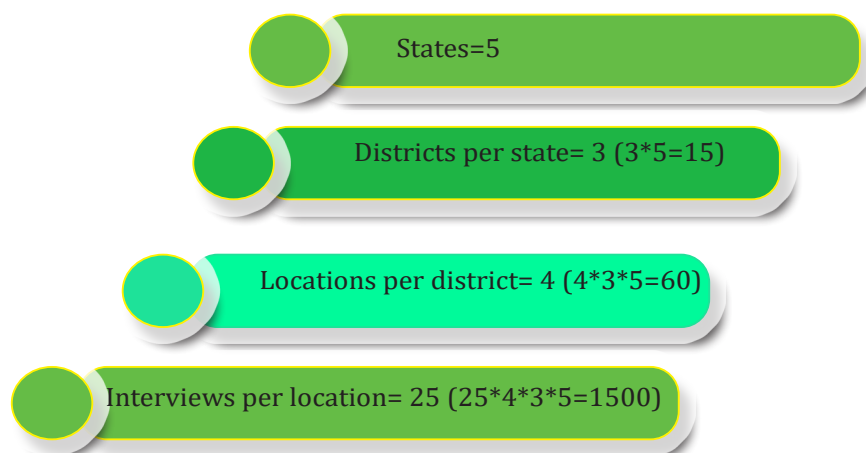 States=5
Districts per state= 3 (3*5=15)
Locations per district= 4 (4*3*5=60)
Interviews per location= 25 (25*4*3*5=1500)